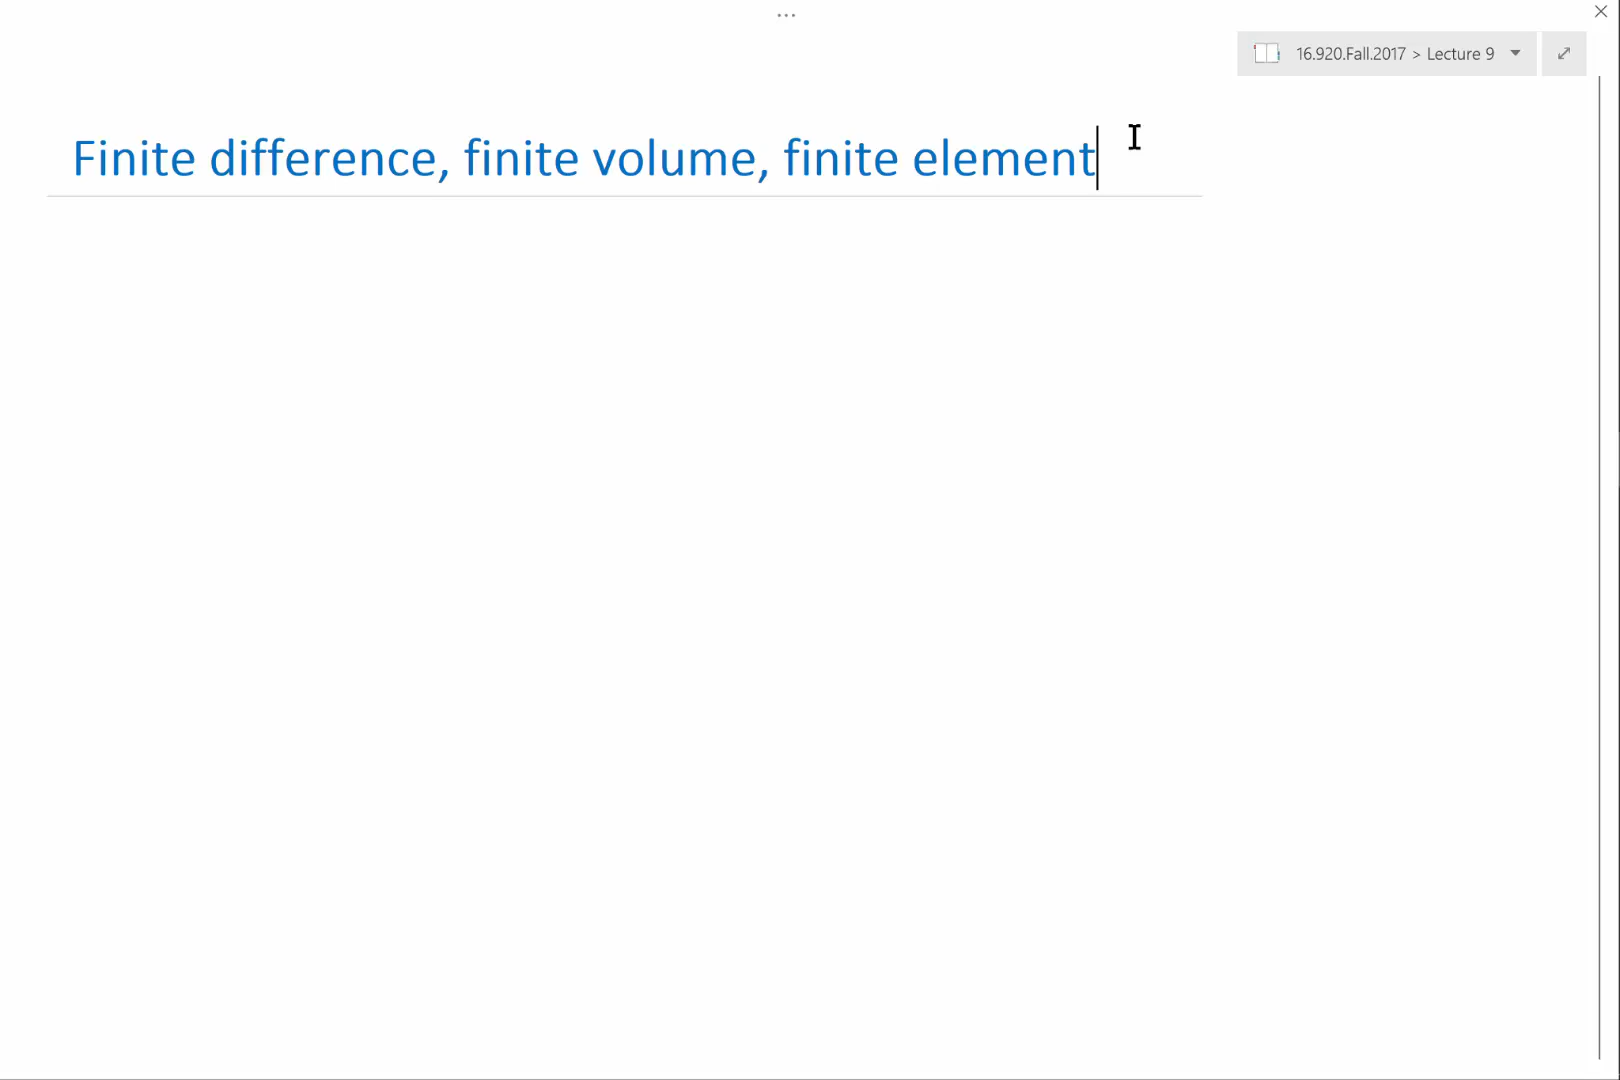 ...
16.920.Fall.2017 > Lecture 9
Finite difference, finite volume, finite element